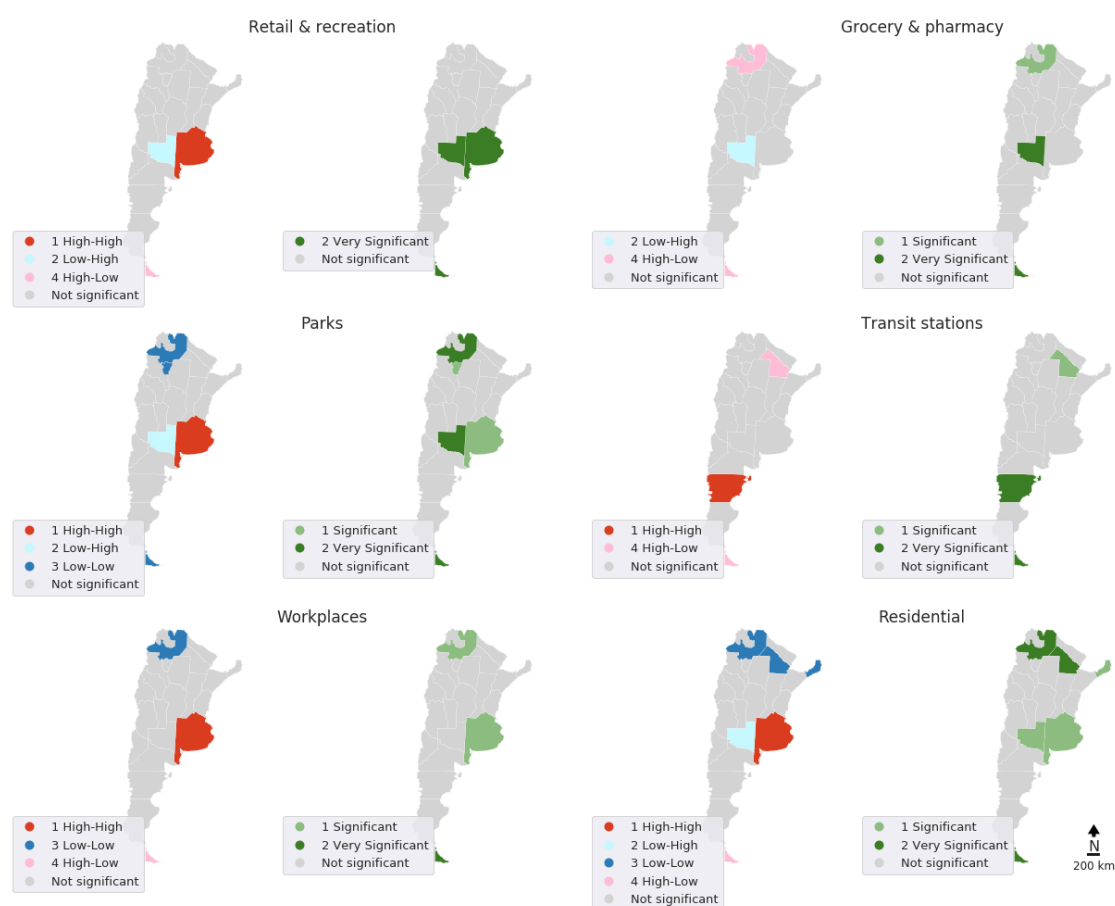 Retail & recreation
1 High-High
2 Low-High
4 High-Low
Not significant
2 Very Significant
Not significant
Grocery & pharmacy
2 Low-High
4 High-Low
Not significant
1 Significant
2 Very Significant
Not significant
Parks
1 High-High
2 Low-High
3 Low-Low
Not significant
1 Significant
2 Very Significant
Not significant
Transit stations
1 High-High
4 High-Low
Not significant
1 Significant
2 Very Significant
Not significant
Workplaces
1 High-High
3 Low-Low
4 High-Low
Not significant
1 Significant
2 Very Significant
Not significant
Residential
1 High-High
2 Low-High
3 Low-Low
4 High-Low
Not significant
1 Significant
2 Very Significant
Not significant
N
200 km